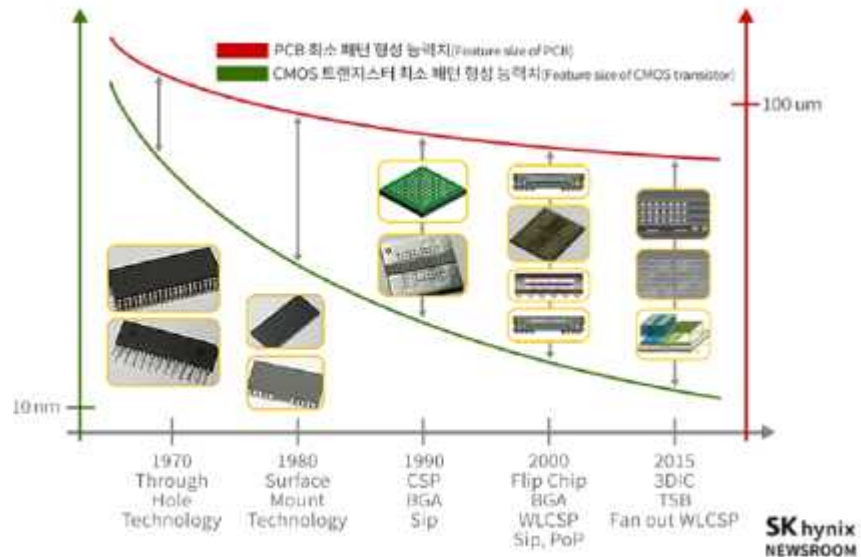 PCB 최소 패턴 형성 능력치(Feature size of PCB)
CMOS 트랜지스터 최소 패턴 형성 능력치(Feature size of CMOS transistor)
100 um
10 nm
1970
Through
Hole
Technology
1980
Surface
Mount
Technology
1990
CSP
BGA
Sip
2000
Flip Chip
BGA
WLCSP
Sip, PoP
2015
3DIC
TSB
Fan out WLCSP
SK hynix
NEWSROOM